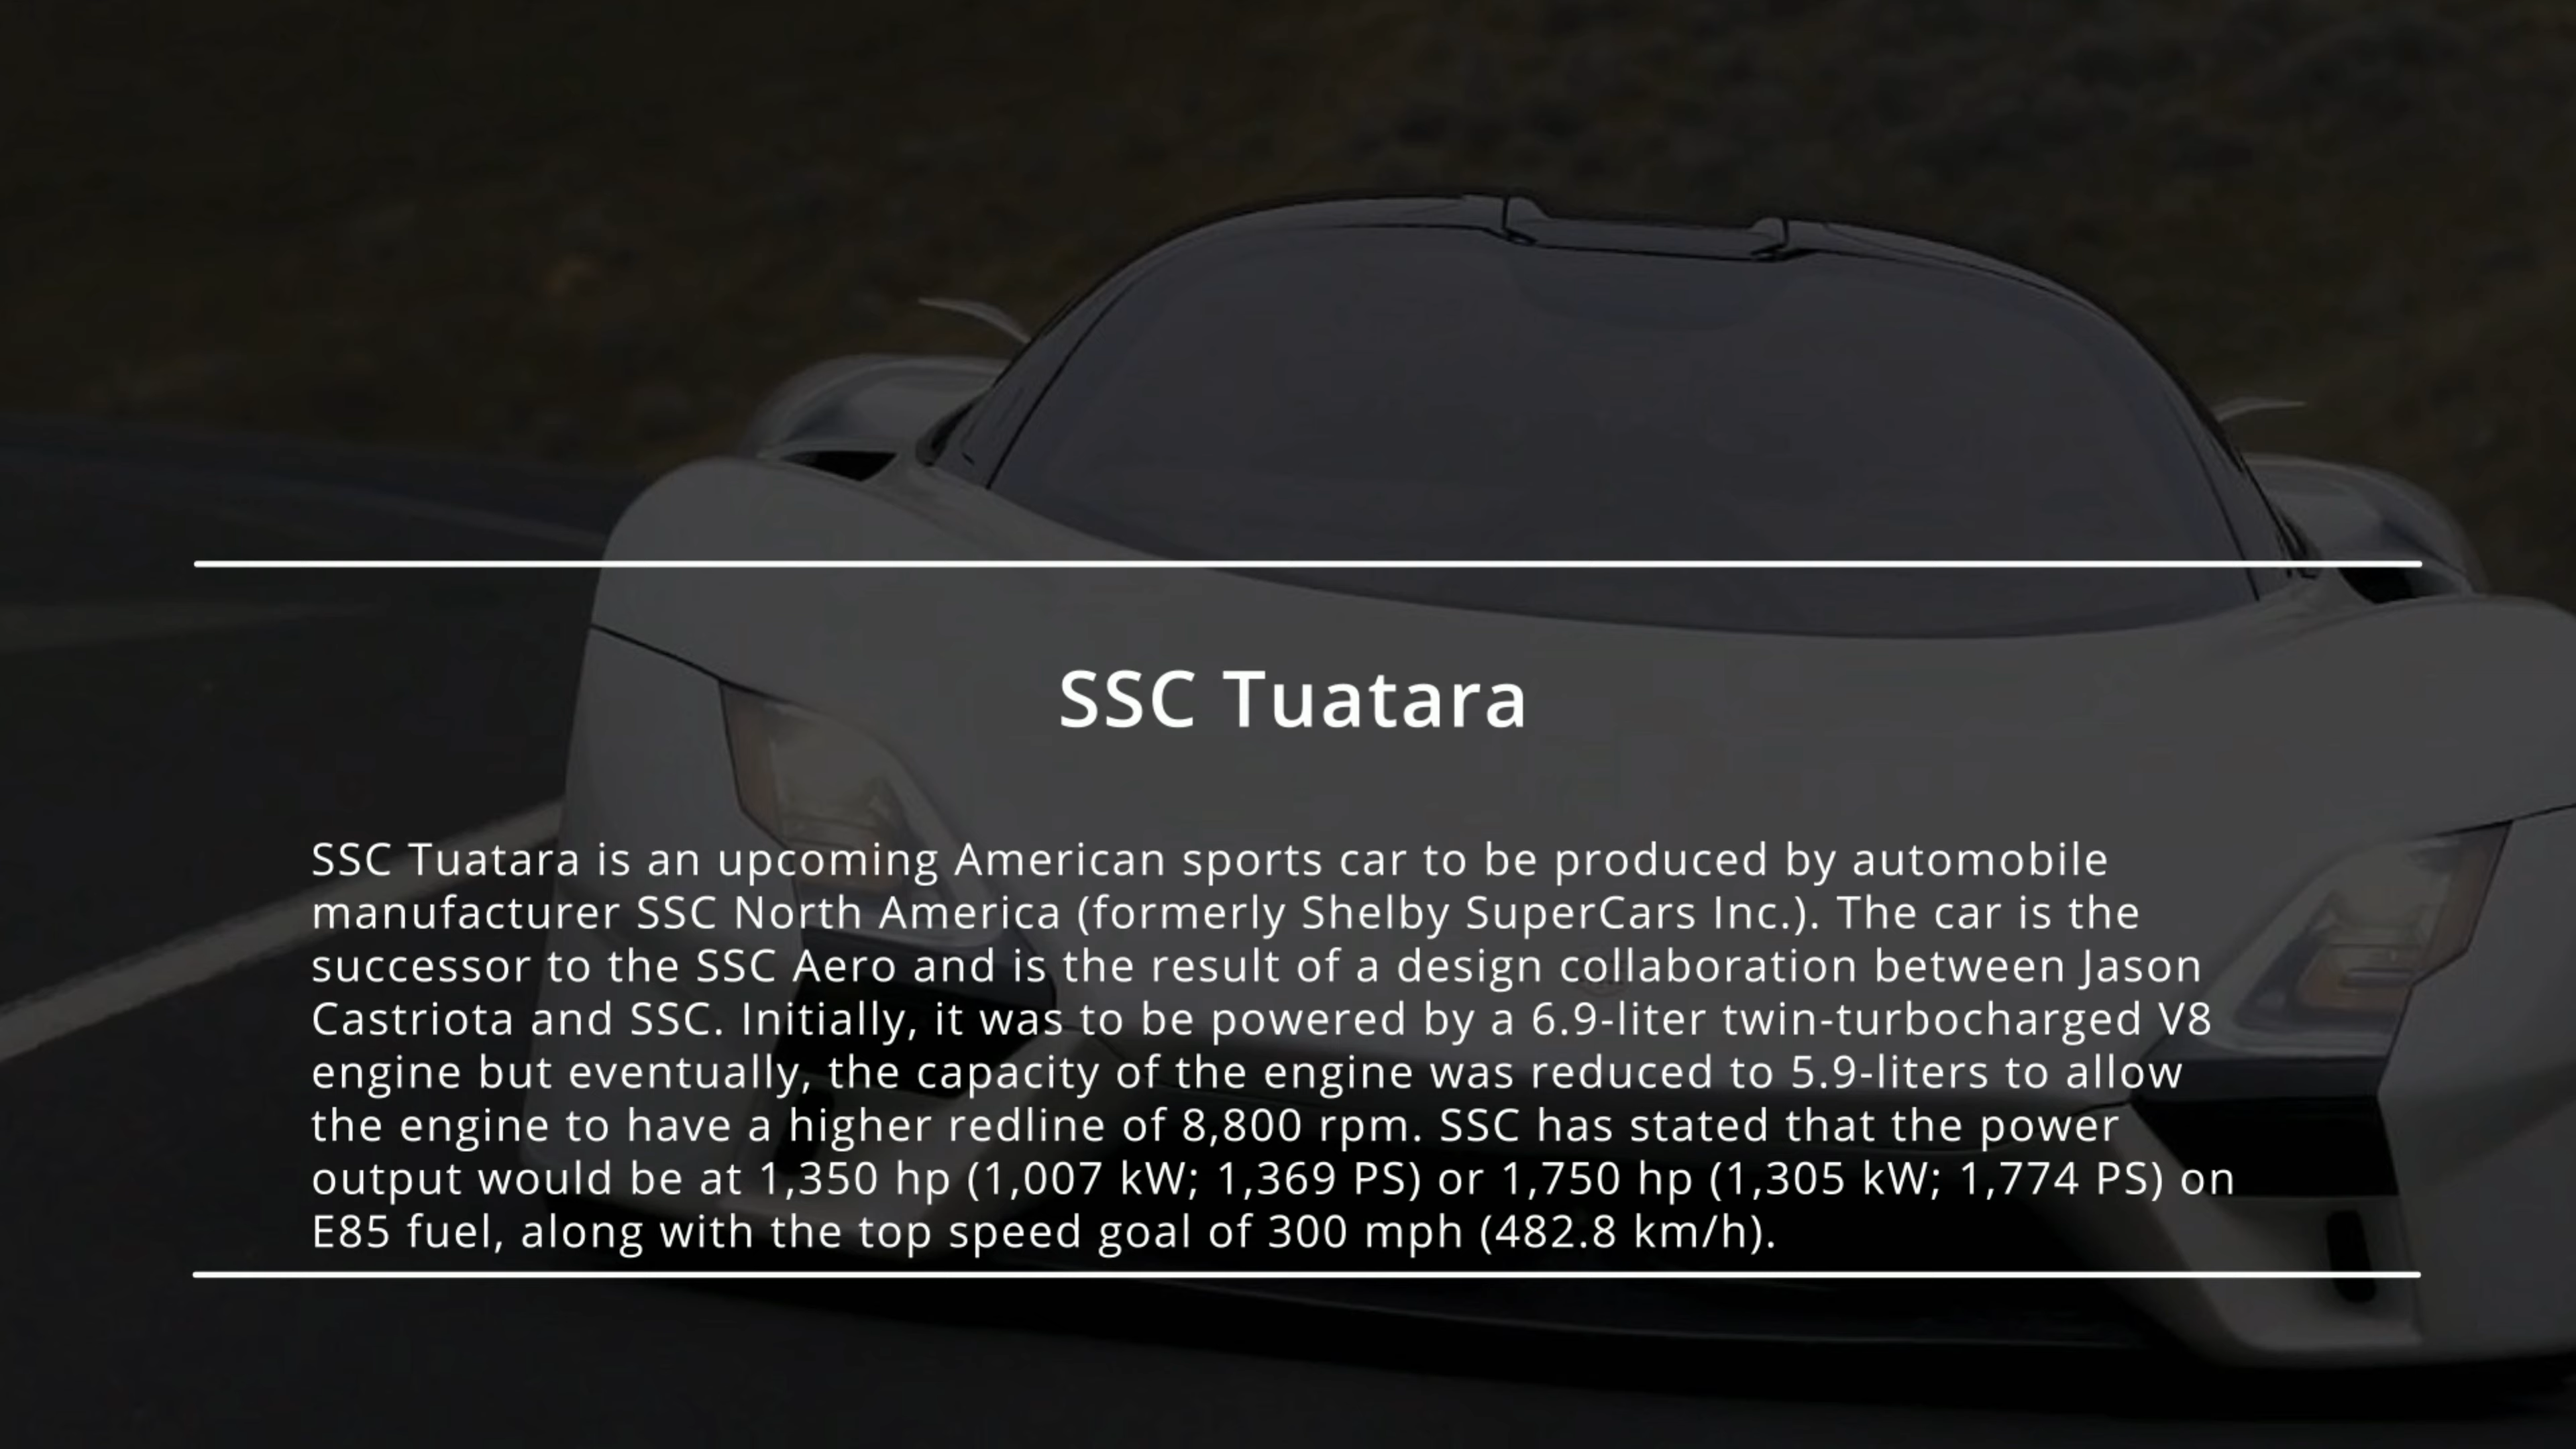 SSC Tuatara
SSC Tuatara is an upcoming American sports car to be produced by automobile
manufacturer SSC North America (formerly Shelby SuperCars Inc.). The car is the
successor to the SSC Aero and is the result of a design collaboration between Jason
Castriota and SSC. Initially, it was to be powered by a 6.9-liter twin-turbocharged V8
engine but eventually, the capacity of the engine was reduced to 5.9-liters to allow
the engine to have a higher redline of 8,800 rpm. SSC has stated that the power
output would be at 1,350 hp (1,007 kW; 1,369 PS) or 1,750 hp (1,305 kW; 1,774 PS) on
E85 fuel, along with the top speed goal of 300 mph (482.8 km/h).